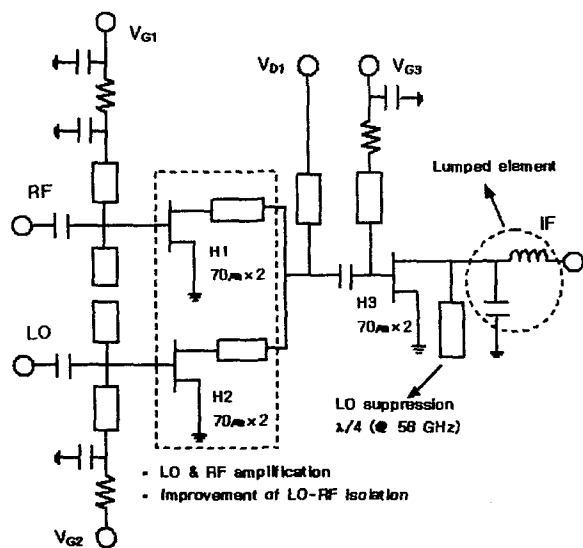 VG1
VD1
VG3
Lumped element
RF
IF
H1
70㎛×2
H3
70㎛×2
LO
H2
70㎛×2
LO suppression
λ/4 (@ 56 GHz)
- LO & RF amplification
- Improvement of LO-RF isolation
VG2